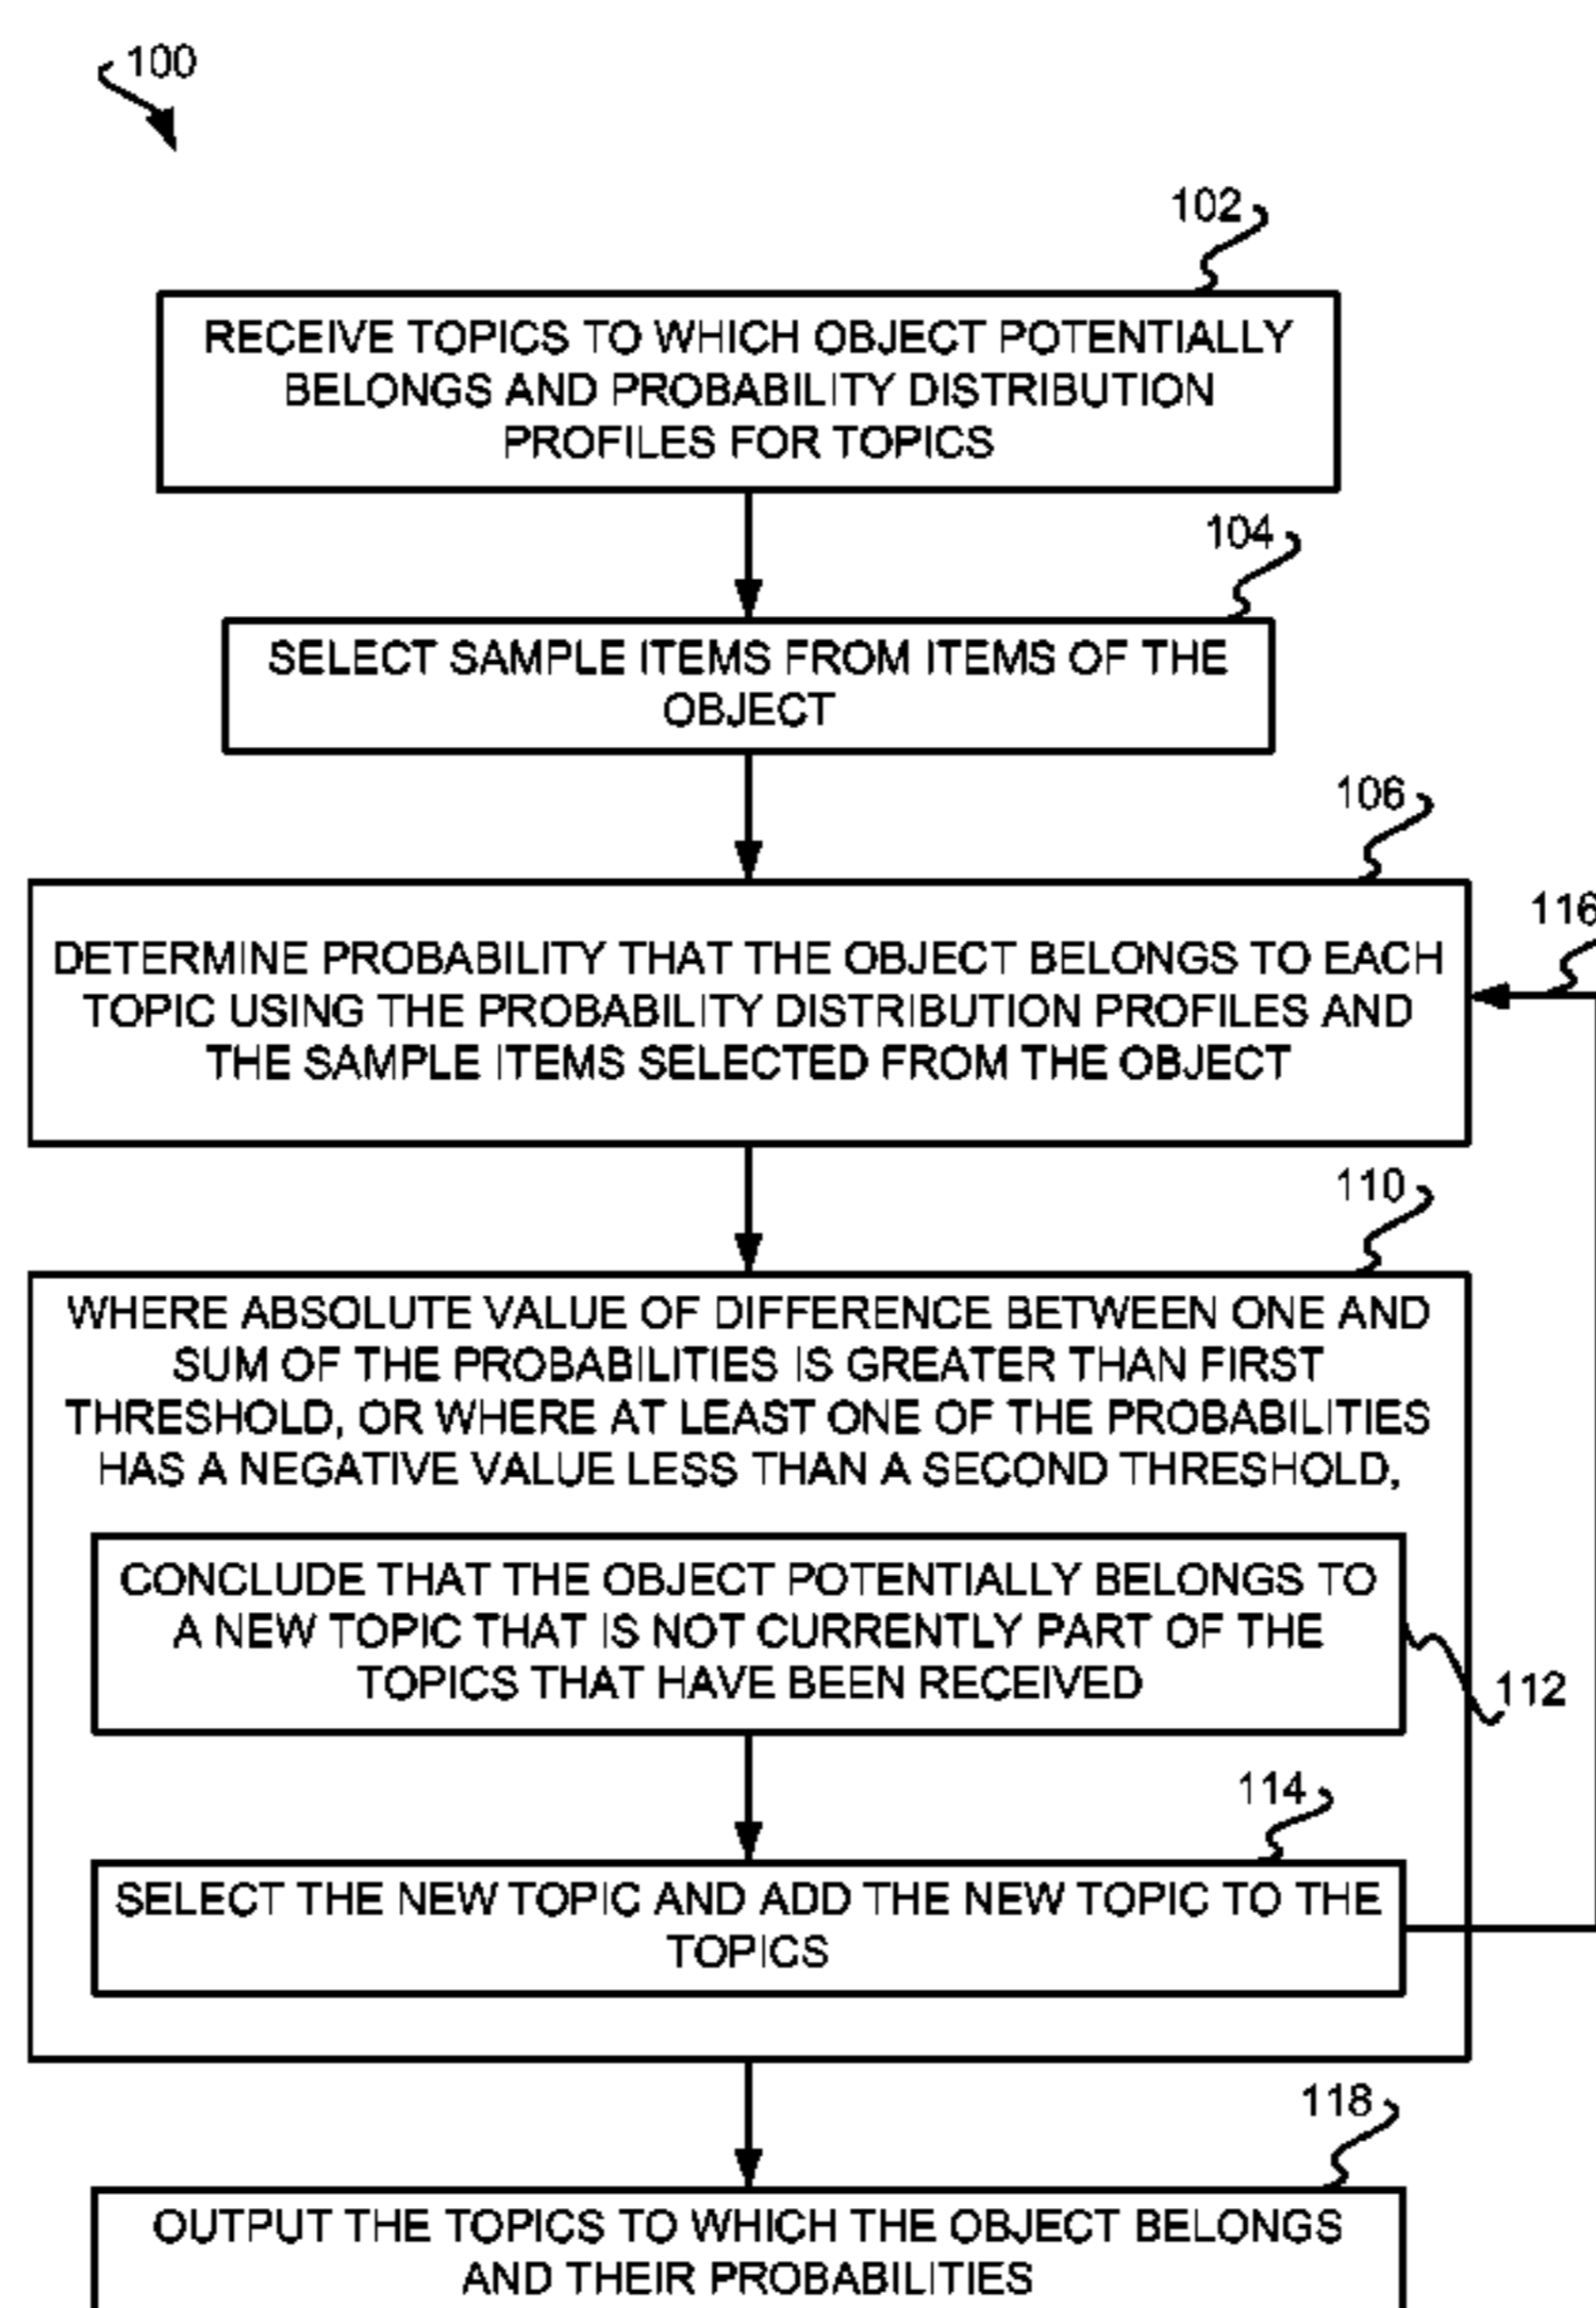 100
102
RECEIVE TOPICS TO WHICH OBJECT POTENTIALLY
BELONGS AND PROBABILITY DISTRIBUTION
PROFILES FOR TOPICS
104
SELECT SAMPLE ITEMS FROM ITEMS OF THE
OBJECT
106
116
DETERMINE PROBABILITY THAT THE OBJECT BELONGS TO EACH
TOPIC USING THE PROBABILITY DISTRIBUTION PROFILES AND
THE SAMPLE ITEMS SELECTED FROM THE OBJECT
110
WHERE ABSOLUTE VALUE OF DIFFERENCE BETWEEN ONE AND
SUM OF THE PROBABILITIES IS GREATER THAN FIRST
THRESHOLD, OR WHERE AT LEAST ONE OF THE PROBABILITIES
HAS A NEGATIVE VALUE LESS THAN A SECOND THRESHOLD,
CONCLUDE THAT THE OBJECT POTENTIALLY BELONGS TO
A NEW TOPIC THAT IS NOT CURRENTLY PART OF THE
TOPICS THAT HAVE BEEN RECEIVED
112
114
SELECT THE NEW TOPIC AND ADD THE NEW TOPIC TO THE
TOPICS
118
OUTPUT THE TOPICS TO WHICH THE OBJECT BELONGS
AND THEIR PROBABILITIES